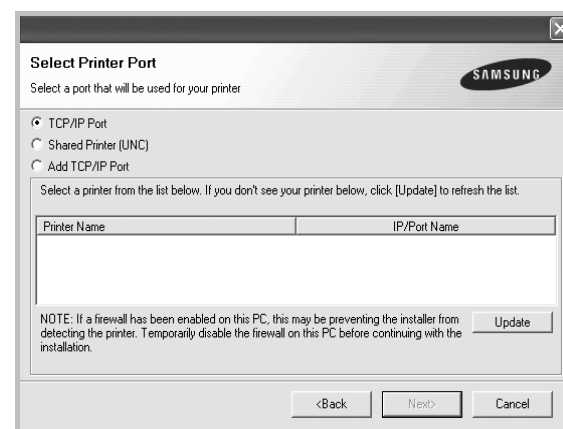 Select Printer Port
Select a port that will be used for your printer
SAMSUNG
TCP/IP Port
Shared Printer (UNC)
Add TCP/IP Port
Select a printer from the list below. If you don't see your printer below, click [Update] to refresh the list.
Printer Name IP/Port Name
NOTE: If a firewall has been enabled on this PC, this may be preventing the installer from
detecting the printer. Temporarily disable the firewall on this PC before continuing with the
installation.
Update
<Back Next> Cancel